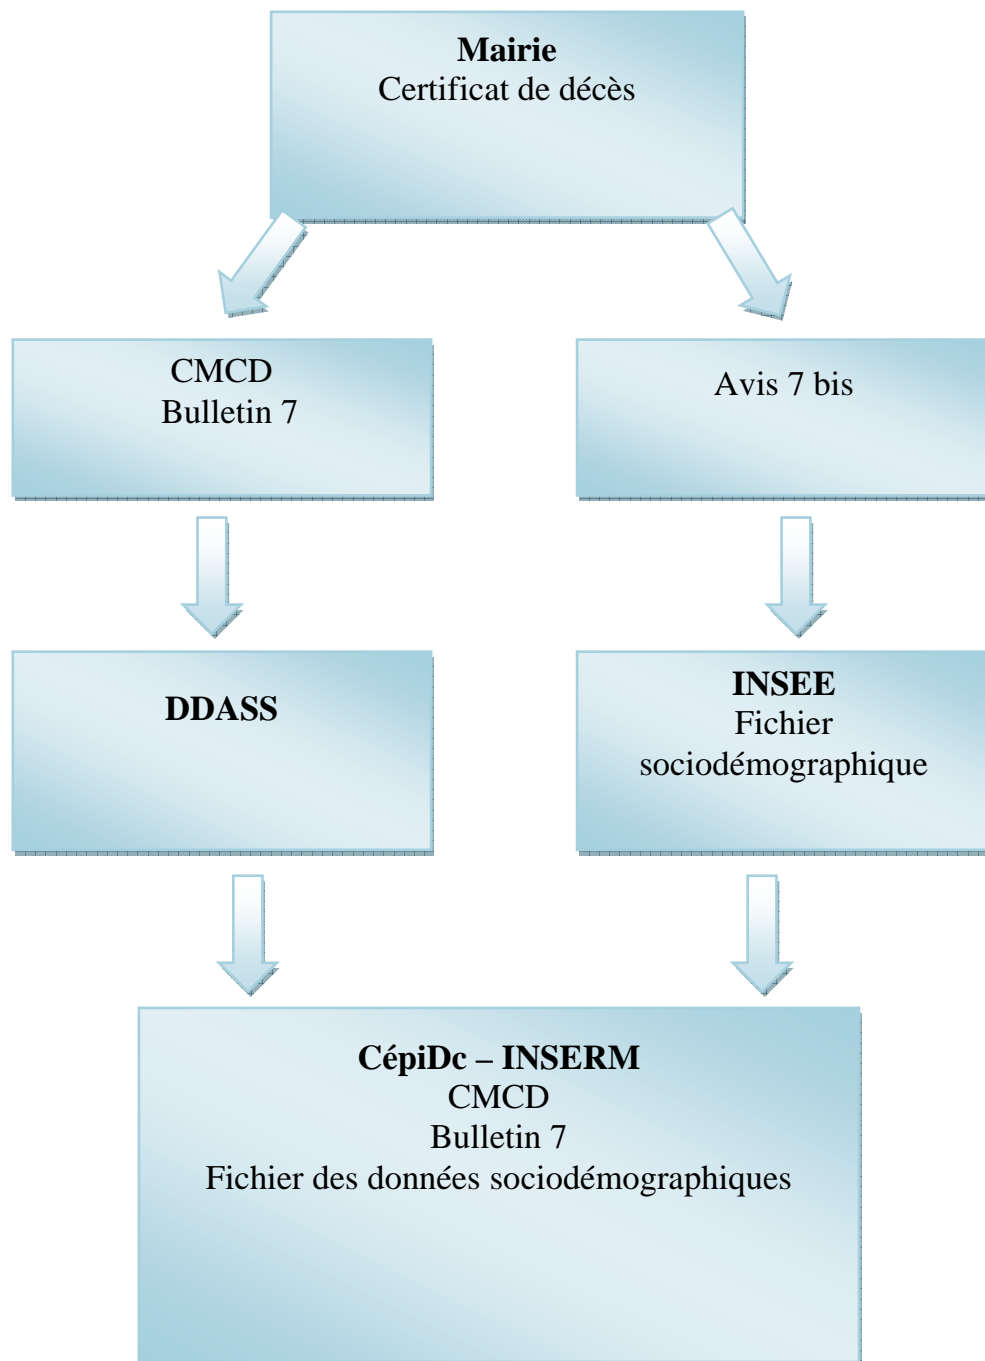 Mairie
Certificat de décès
CMCD
Bulletin 7
Avis 7 bis
DDASS
INSEE
Fichier
sociodémographique
CépiDc – INSERM
CMCD
Bulletin 7
Fichier des données sociodémographiques